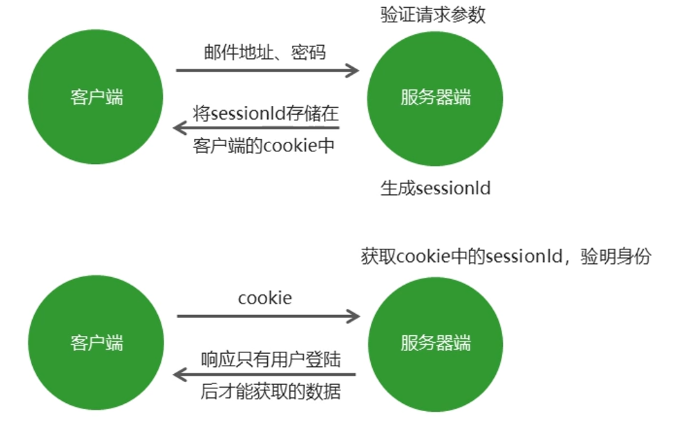 验证请求参数
邮件地址、密码
客户端
服务器端
将sessionId存储在
客户端的cookie中
生成sessionId
获取cookie中的sessionId，验明身份
cookie
客户端
服务器端
响应只有用户登陆
后才能获取的数据